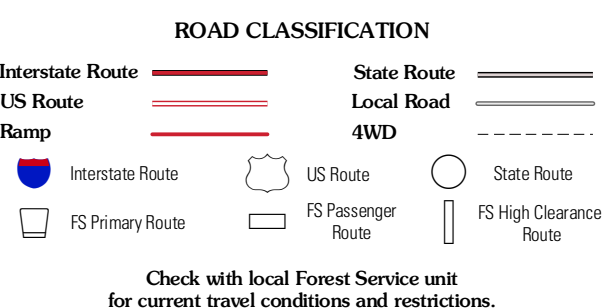 ROAD CLASSIFICATION
Interstate Route
State Route
US Route
Local Road
Ramp
4WD
Interstate Route
US Route
State Route
FS Primary Route
FS Passenger
Route
FS High Clearance
Route
Check with local Forest Service unit
for current travel conditions and restrictions.